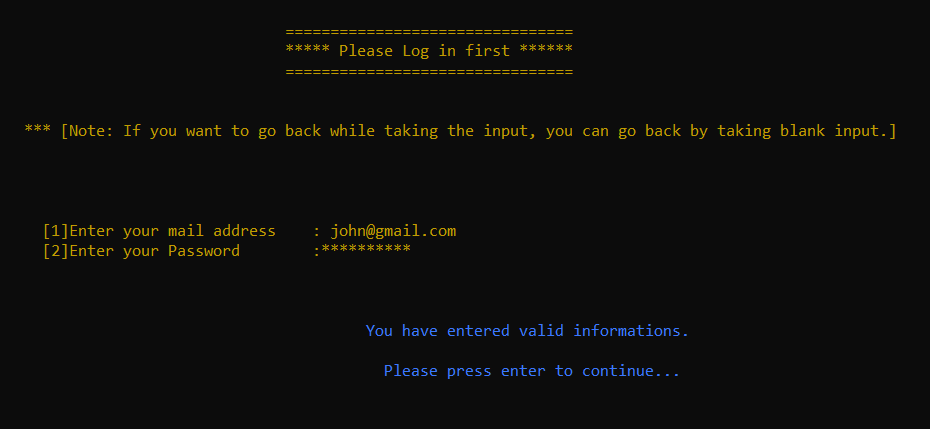 ================================
***** Please Log in first ******
================================
*** [Note: If you want to go back while taking the input, you can go back by taking blank input.]
[1]Enter your mail address    : john@gmail.com
[2]Enter your Password        :**********
You have entered valid informations.
Please press enter to continue...